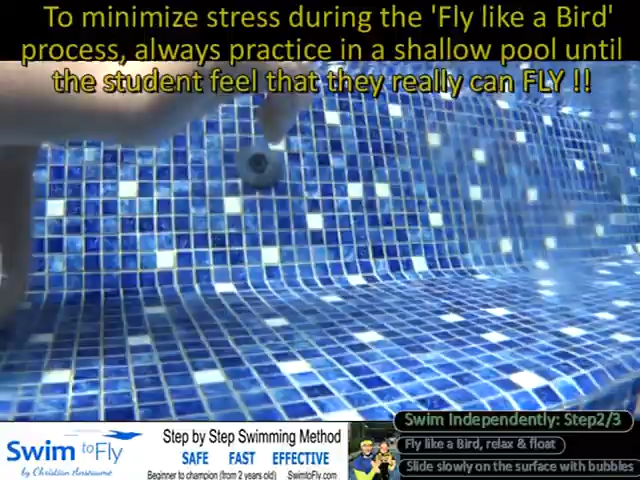 To minimize stress during the 'Fly like a Bird'
process, always practice in a shallow pool until
the student feel that they really can FLY !!
Swim Independently: Step2/3
Fly like a Bird, relax & float
Slide slowly on the surface with bubbles
Swim to Fly
by Christian Ansieaume
Step by Step Swimming Method
SAFE FAST EFFECTIVE
Beginner to champion (from 2 years old) SwimtoFly.com